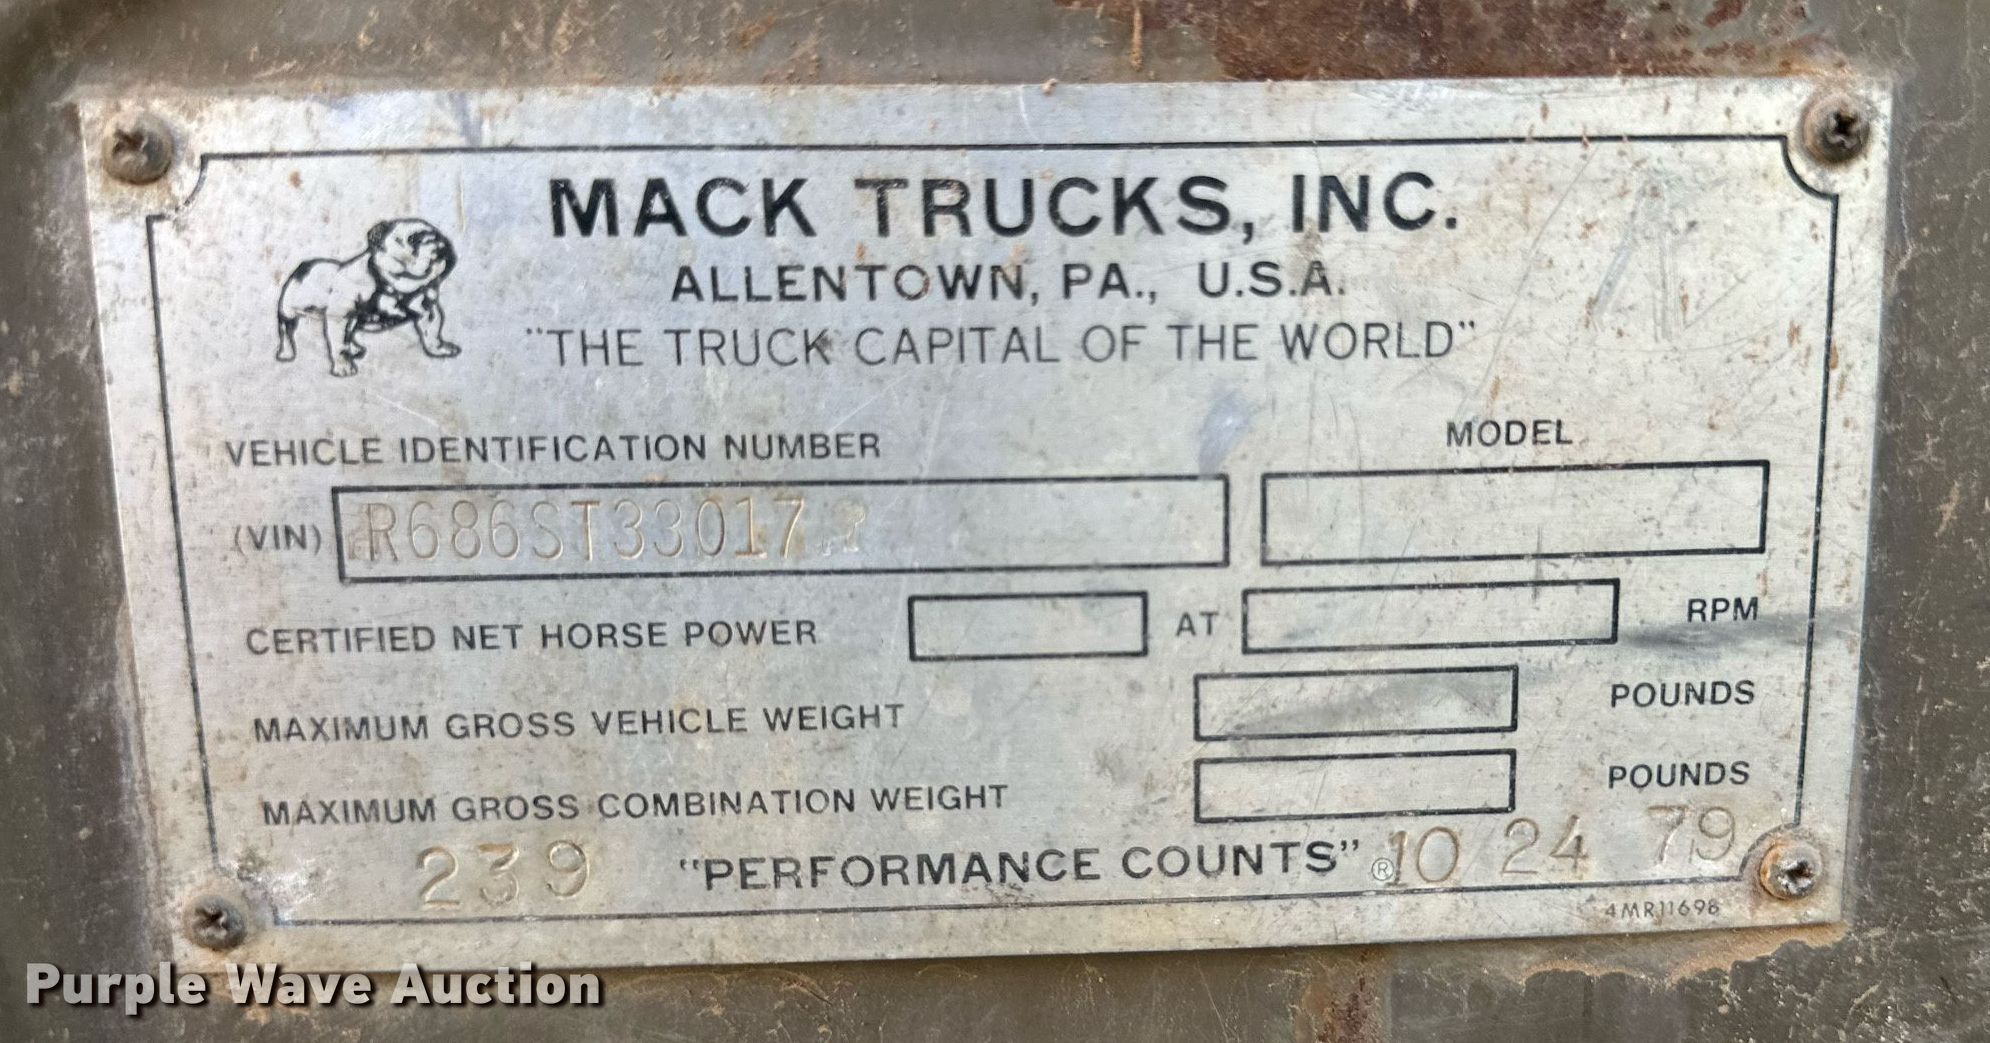 MACK TRUCKS, INC.
ALLENTOWN, PA., U.S.A.
"THE TRUCK CAPITAL OF THE WORLD"
VEHICLE IDENTIFICATION NUMBER
MODEL
(VIN) R686ST33017
CERTIFIED NET HORSE POWER AT RPM
MAXIMUM GROSS VEHICLE WEIGHT POUNDS
MAXIMUM GROSS COMBINATION WEIGHT POUNDS
239 "PERFORMANCE COUNTS"® 10 24 79
4MR11698
Purple Wave Auction